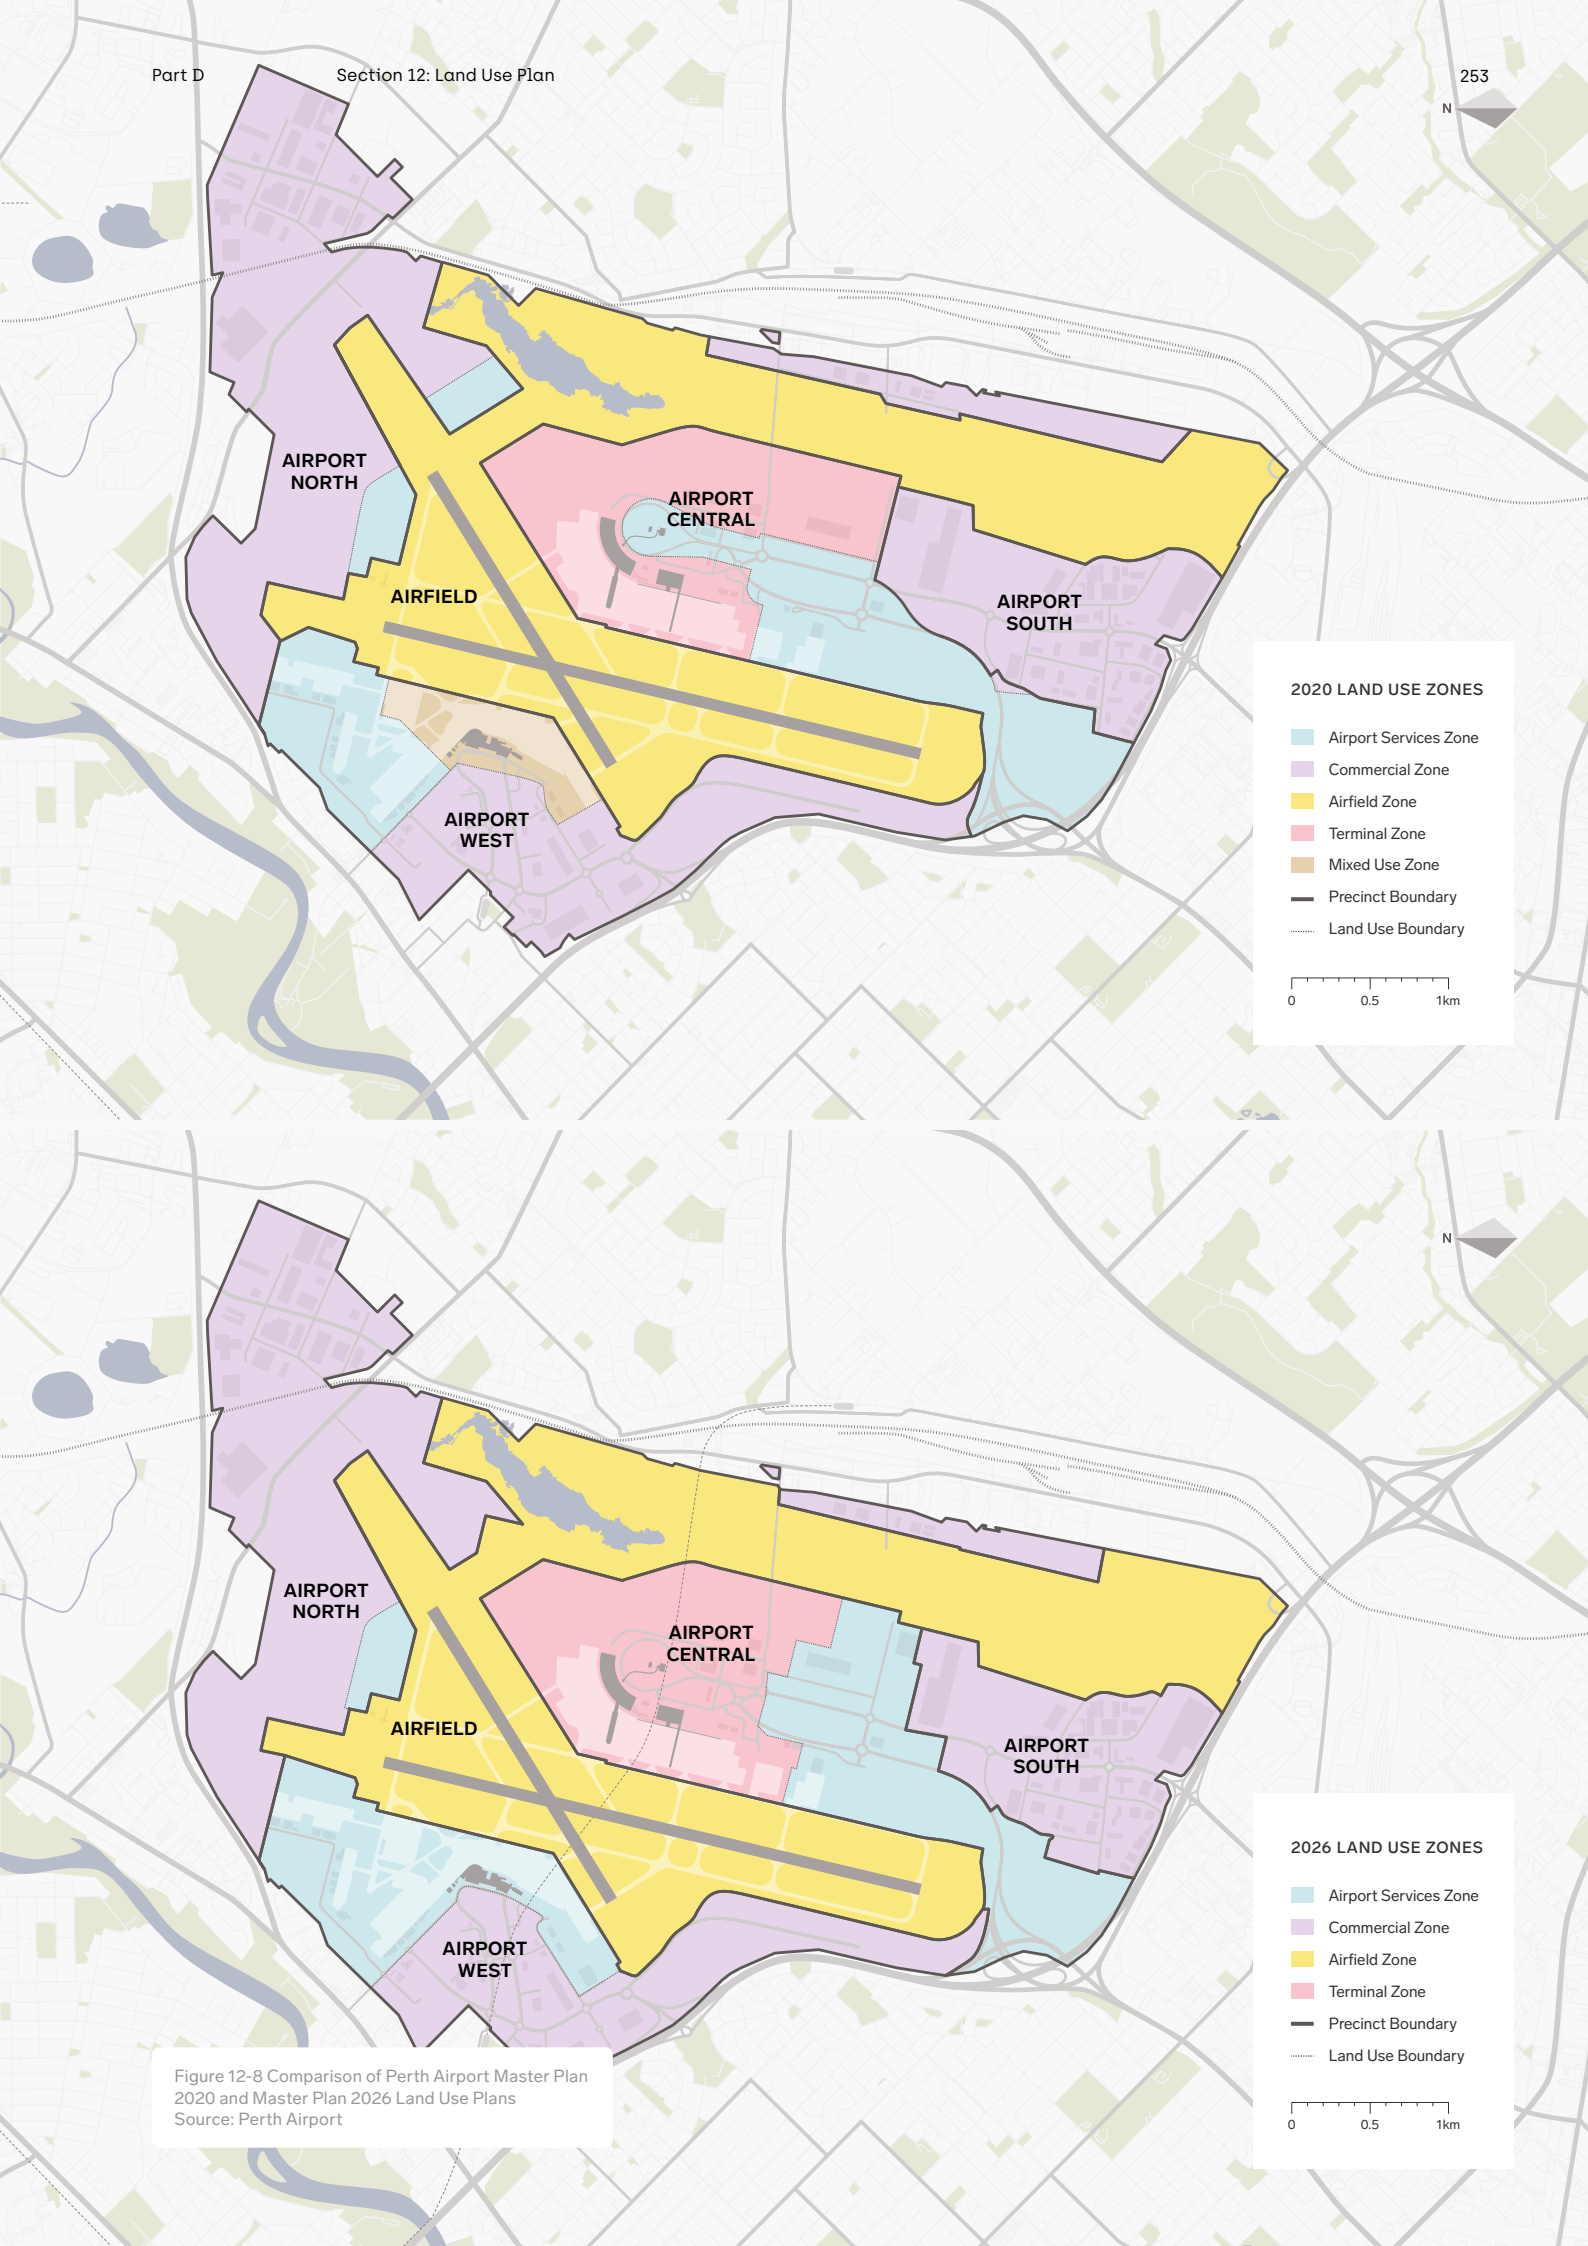 Part D
Section 12: Land Use Plan
253
N
AIRPORT
NORTH
AIRPORT
CENTRAL
AIRFIELD
AIRPORT
SOUTH
AIRPORT
WEST
2020 LAND USE ZONES
Airport Services Zone
Commercial Zone
Airfield Zone
Terminal Zone
Mixed Use Zone
Precinct Boundary
Land Use Boundary
0 0.5 1km
N
AIRPORT
NORTH
AIRPORT
CENTRAL
AIRFIELD
AIRPORT
SOUTH
AIRPORT
WEST
2026 LAND USE ZONES
Airport Services Zone
Commercial Zone
Airfield Zone
Terminal Zone
Precinct Boundary
Land Use Boundary
0 0.5 1km
Figure 12-8 Comparison of Perth Airport Master Plan
2020 and Master Plan 2026 Land Use Plans
Source: Perth Airport